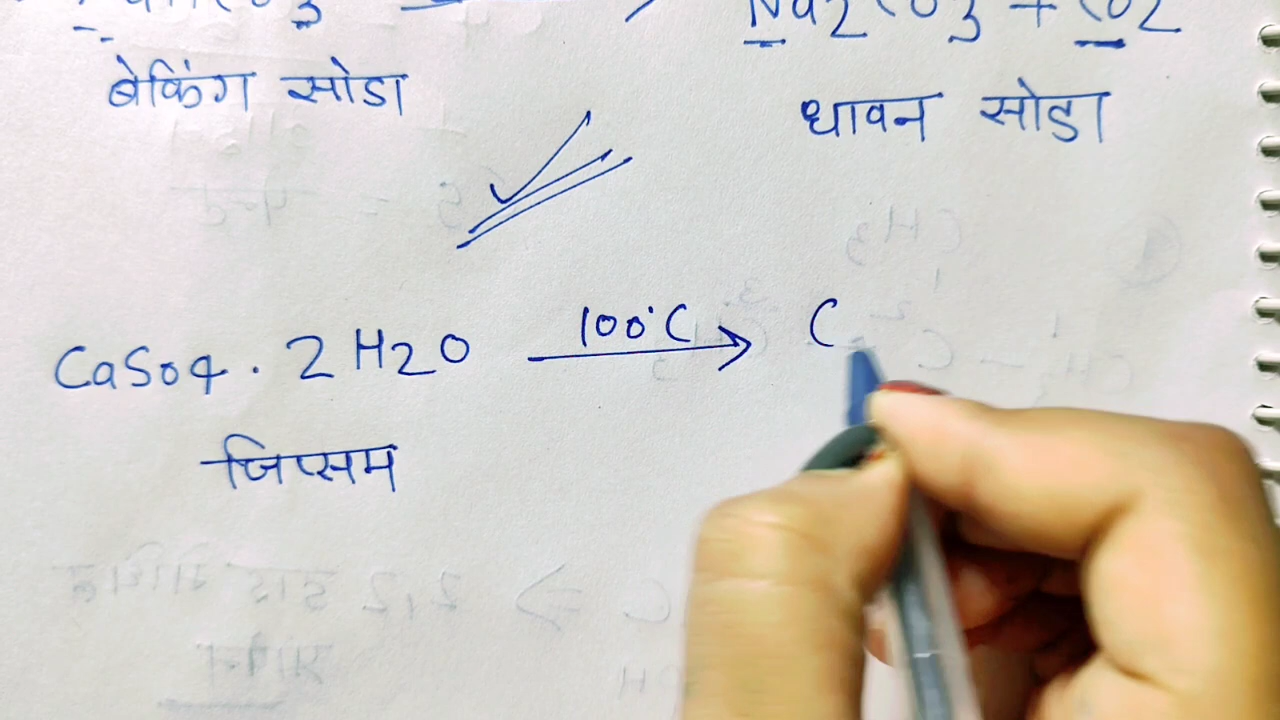 Na2CO3 + CO2
बेकिंग सोडा
धावन सोडा
CaSO4 . 2H2O 100°C → C
जिप्सम